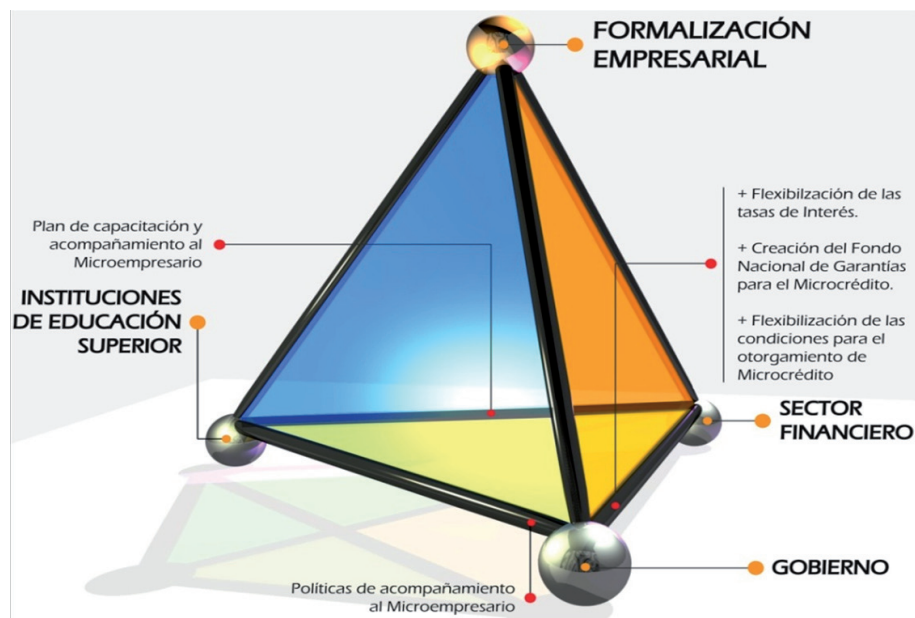 FORMALIZACIÓN
EMPRESARIAL
+ Flexibilzación de las
tasas de Interés.
+ Creación del Fondo
Nacional de Garantías
para el Microcrédito.
+ Flexibilización de las
condiciones para el
otorgamiento de
Microcrédito
Plan de capacitación y
acompañamiento al
Microempresario
INSTITUCIONES
DE EDUCACIÓN
SUPERIOR
SECTOR
FINANCIERO
GOBIERNO
Políticas de acompañamiento
al Microempresario